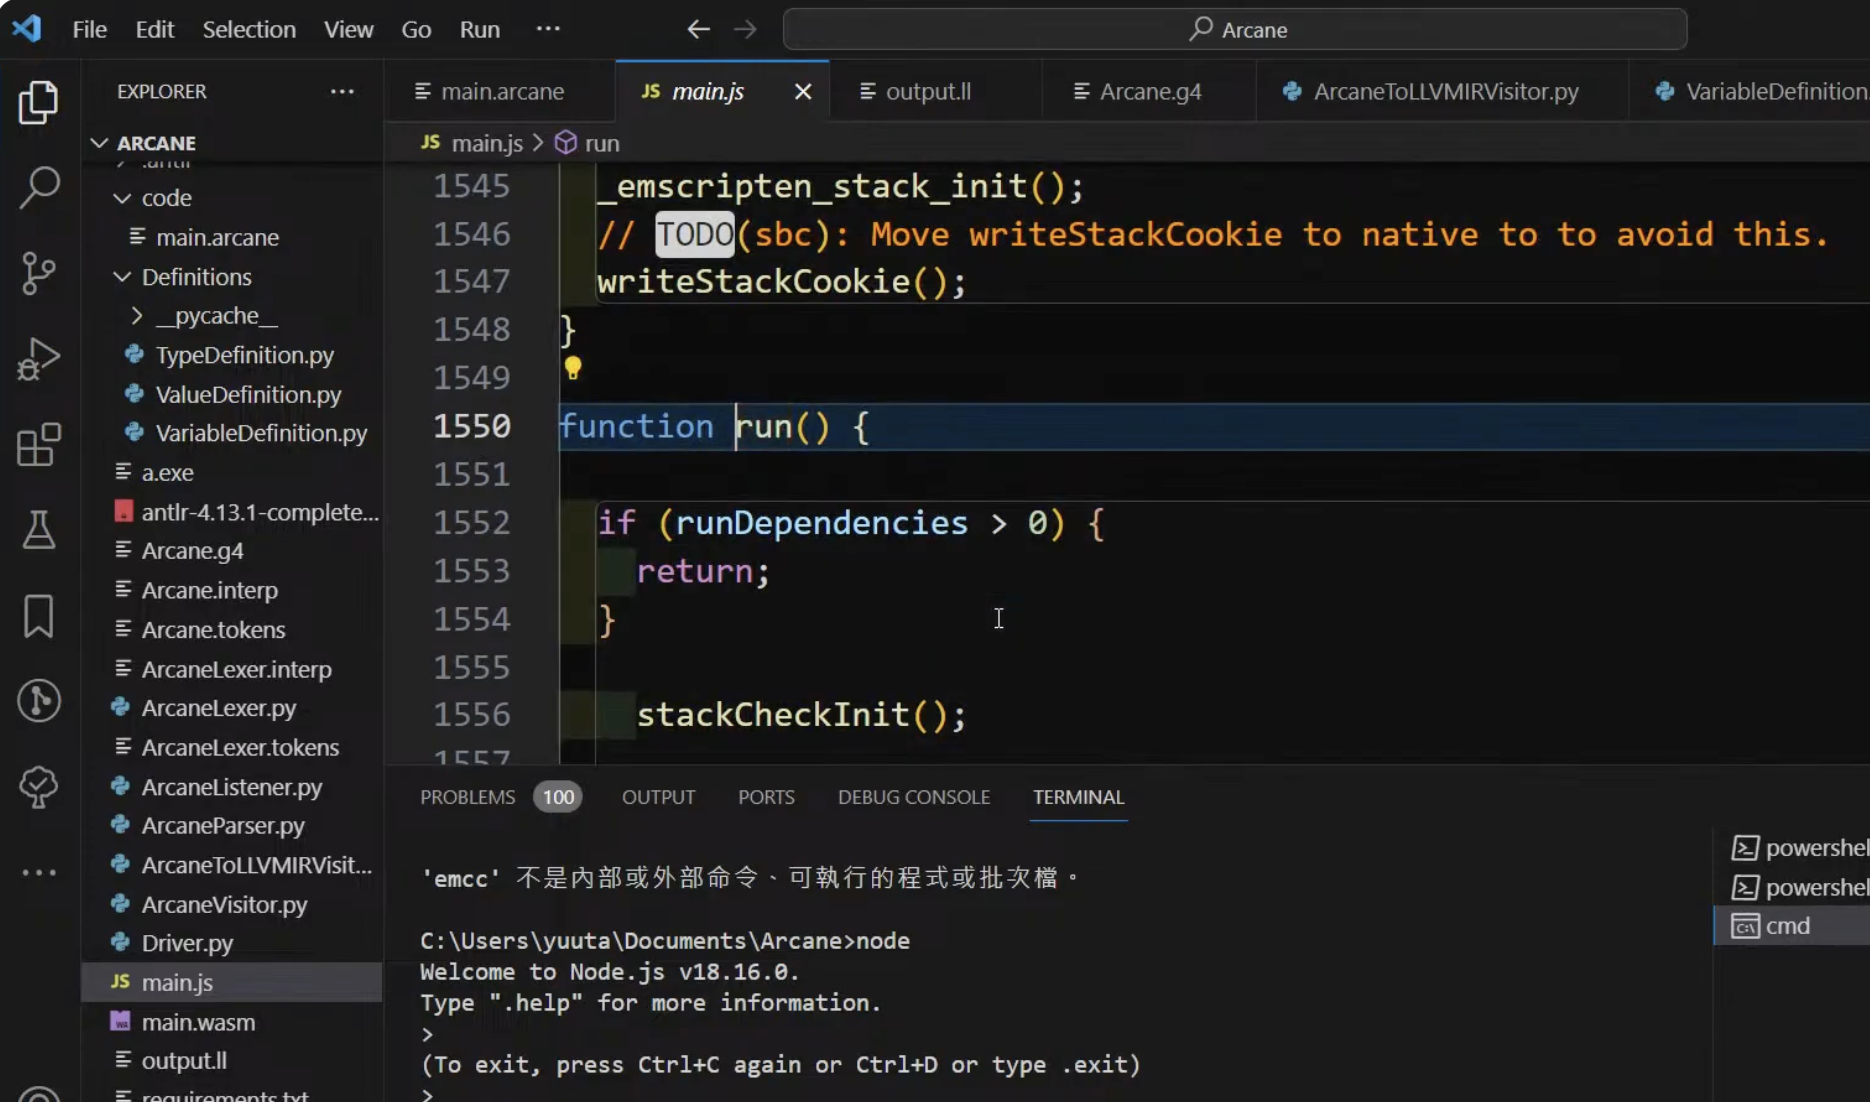 File Edit Selection View Go Run ... Arcane
EXPLORER ...
ARCANE
.antlr
code
main.arcane
Definitions
__pycache__
TypeDefinition.py
ValueDefinition.py
VariableDefinition.py
a.exe
antlr-4.13.1-complete...
Arcane.g4
Arcane.interp
Arcane.tokens
ArcaneLexer.interp
ArcaneLexer.py
ArcaneLexer.tokens
ArcaneListener.py
ArcaneParser.py
ArcaneToLLVMIRVisit...
ArcaneVisitor.py
Driver.py
JS main.js
main.wasm
output.ll
requirements.txt
main.arcane JS main.js output.ll Arcane.g4 ArcaneToLLVMIRVisitor.py VariableDefinition.
JS main.js > run
1545 _emscripten_stack_init();
1546 // TODO(sbc): Move writeStackCookie to native to to avoid this.
1547 writeStackCookie();
1548 }
1549
1550 function run() {
1551
1552 if (runDependencies > 0) {
1553 return;
1554 }
1555
1556 stackCheckInit();
1557
PROBLEMS 100 OUTPUT PORTS DEBUG CONSOLE TERMINAL
'emcc' 不是內部或外部命令、可執行的程式或批次檔。
C:\Users\yuuta\Documents\Arcane>node
Welcome to Node.js v18.16.0.
Type ".help" for more information.
>
(To exit, press Ctrl+C again or Ctrl+D or type .exit)
>
powershel
powershel
cmd